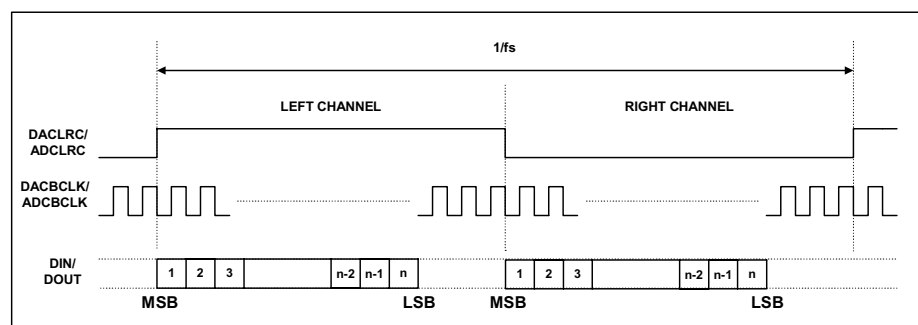 1/fs
LEFT CHANNEL
RIGHT CHANNEL
DACLRC/
ADCLRC
DACBCLK/
ADCBCLK
DIN/
DOUT
1 2 3 n-2 n-1 n 1 2 3 n-2 n-1 n
MSB LSB MSB LSB